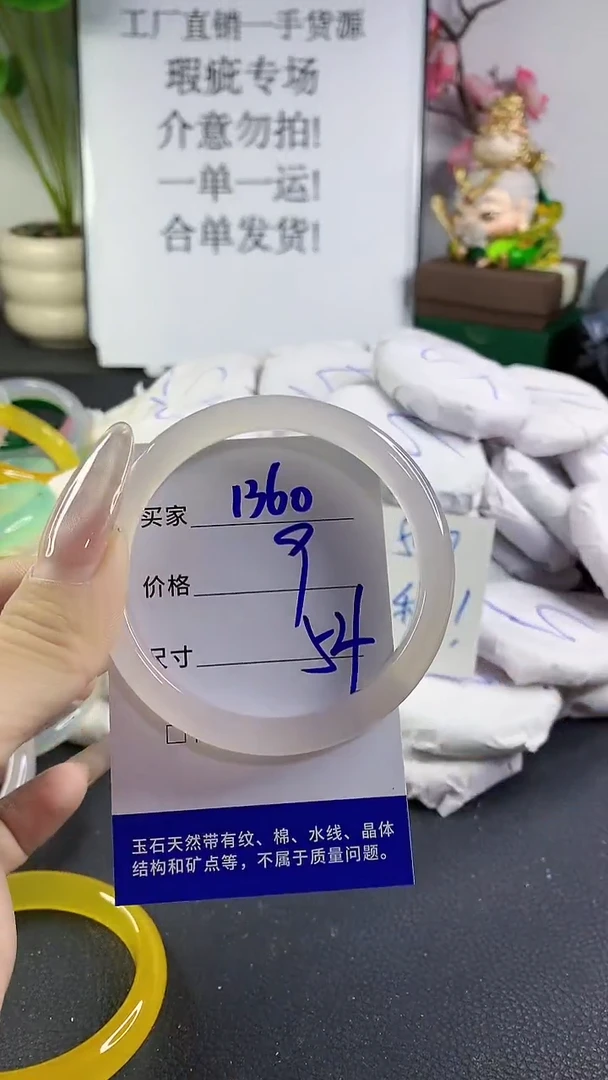 工厂直销一手货源
瑕疵专场
介意勿拍!
一单一运!
合单发货!
买家 1360
价格 9
尺寸 54
玉石天然带有纹、棉、水线、晶体
结构和矿点等，不属于质量问题。